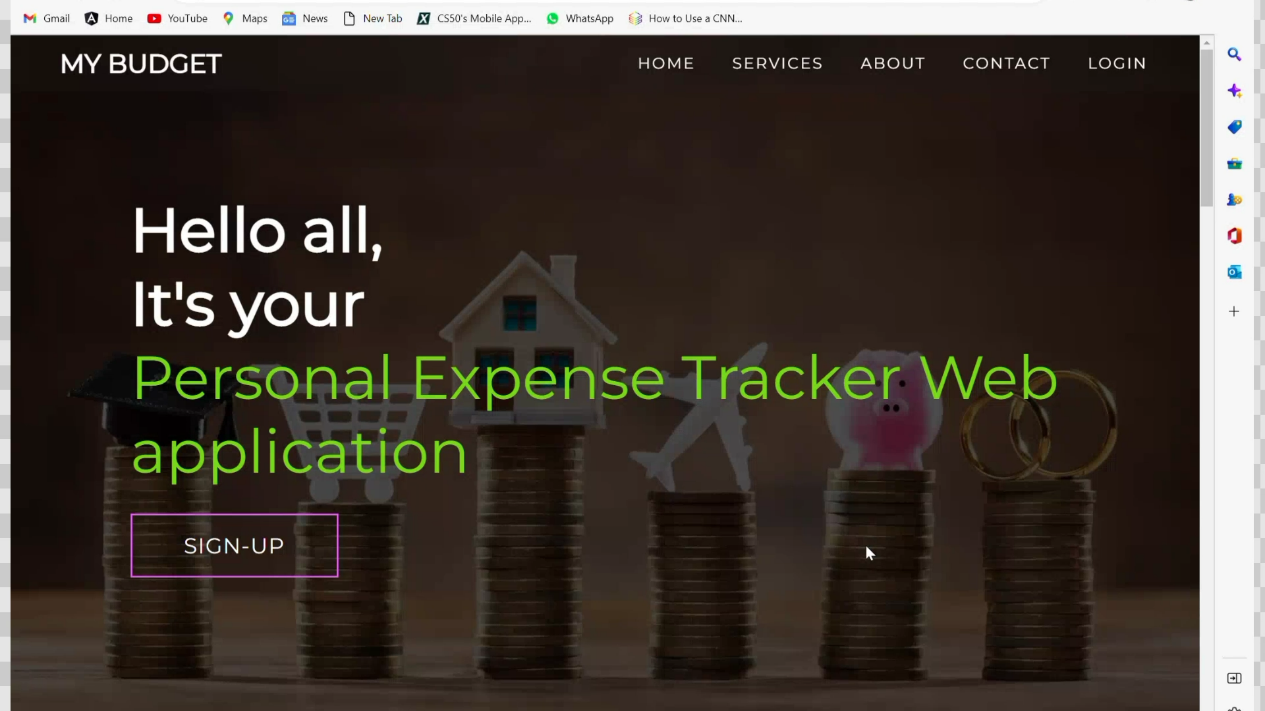 Gmail Home YouTube Maps News New Tab CS50's Mobile App... WhatsApp How to Use a CNN...
MY BUDGET HOME SERVICES ABOUT CONTACT LOGIN
Hello all,
It's your
Personal Expense Tracker Web
application
SIGN-UP